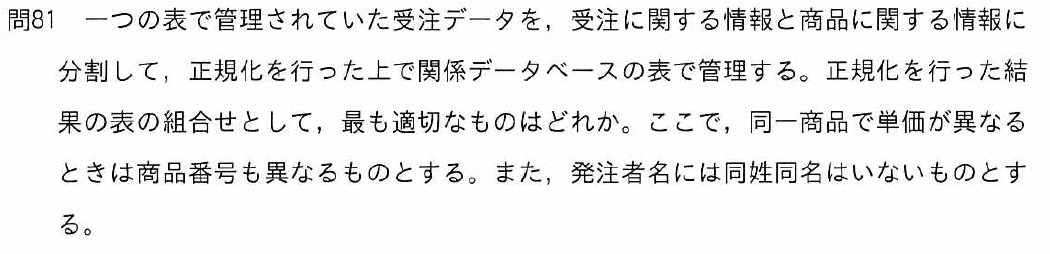 問81　一つの表で管理されていた受注データを，受注に関する情報と商品に関する情報に
分割して，正規化を行った上で関係データベースの表で管理する。正規化を行った結
果の表の組合せとして，最も適切なものはどれか。ここで，同一商品で単価が異なる
ときは商品番号も異なるものとする。また，発注者名には同姓同名はいないものとす
る。